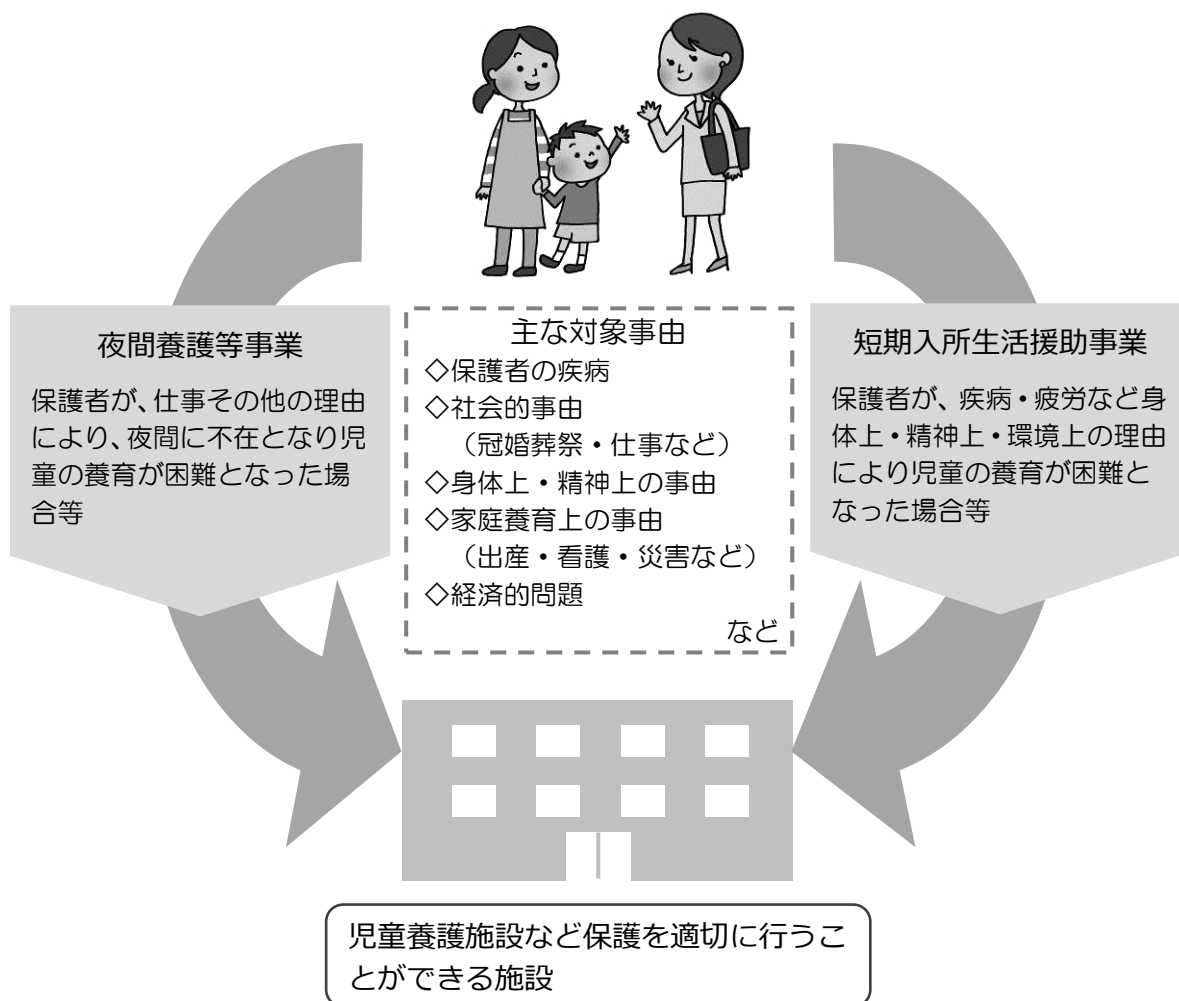 夜間養護等事業
保護者が、仕事その他の理由
により、夜間に不在となり児
童の養育が困難となった場
合等
主な対象事由
◇保護者の疾病
◇社会的事由
（冠婚葬祭・仕事など）
◇身体上・精神上の事由
◇家庭養育上の事由
（出産・看護・災害など）
◇経済的問題
など
短期入所生活援助事業
保護者が、疾病・疲労など身
体上・精神上・環境上の理由
により児童の養育が困難と
なった場合等
児童養護施設など保護を適切に行うこ
とができる施設